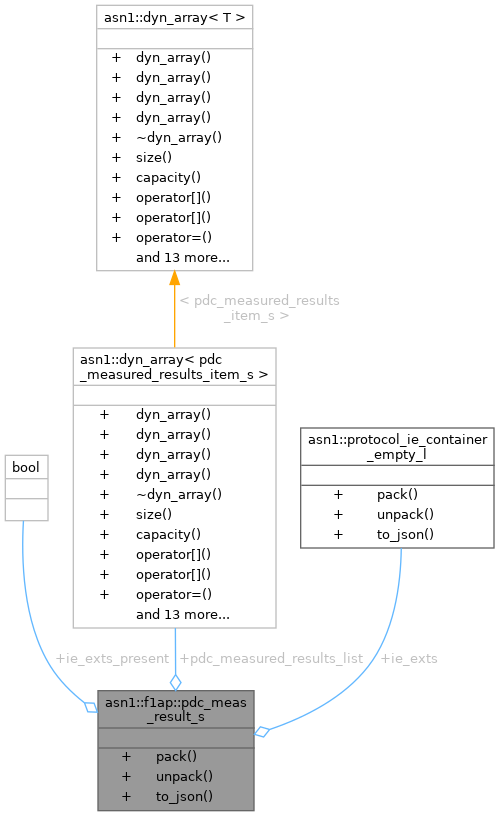 asn1::dyn_array< T >
+ dyn_array()
+ dyn_array()
+ dyn_array()
+ dyn_array()
+ ~dyn_array()
+ size()
+ capacity()
+ operator[]()
+ operator[]()
+ operator=()
and 13 more...
< pdc_measured_results
_item_s >
asn1::dyn_array< pdc
_measured_results_item_s >
+ dyn_array()
+ dyn_array()
+ dyn_array()
+ dyn_array()
+ ~dyn_array()
+ size()
+ capacity()
+ operator[]()
+ operator[]()
+ operator=()
and 13 more...
bool
asn1::protocol_ie_container
_empty_l
+ pack()
+ unpack()
+ to_json()
+ie_exts_present
+pdc_measured_results_list
+ie_exts
asn1::f1ap::pdc_meas
_result_s
+ pack()
+ unpack()
+ to_json()